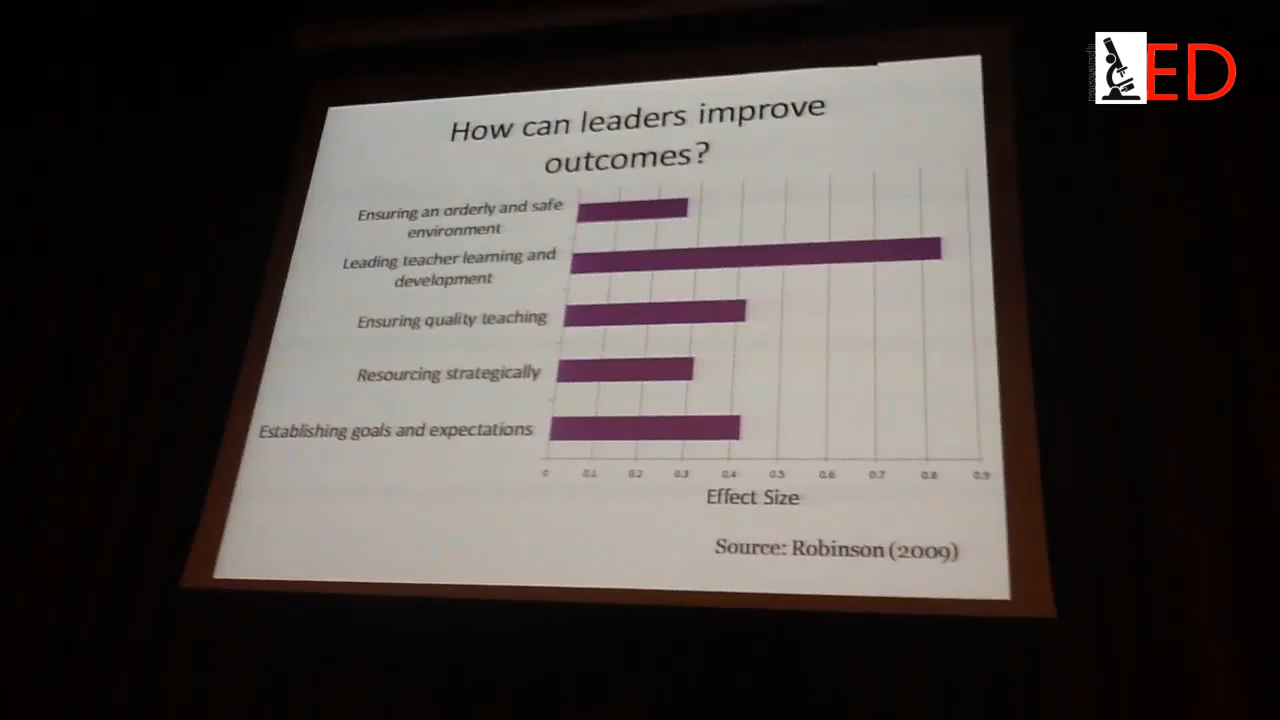 research
ED
How can leaders improve
outcomes?
Ensuring an orderly and safe
environment
Leading teacher learning and
development
Ensuring quality teaching
Resourcing strategically
Establishing goals and expectations
0 0.1 0.2 0.3 0.4 0.5 0.6 0.7 0.8 0.9
Effect Size
Source: Robinson (2009)